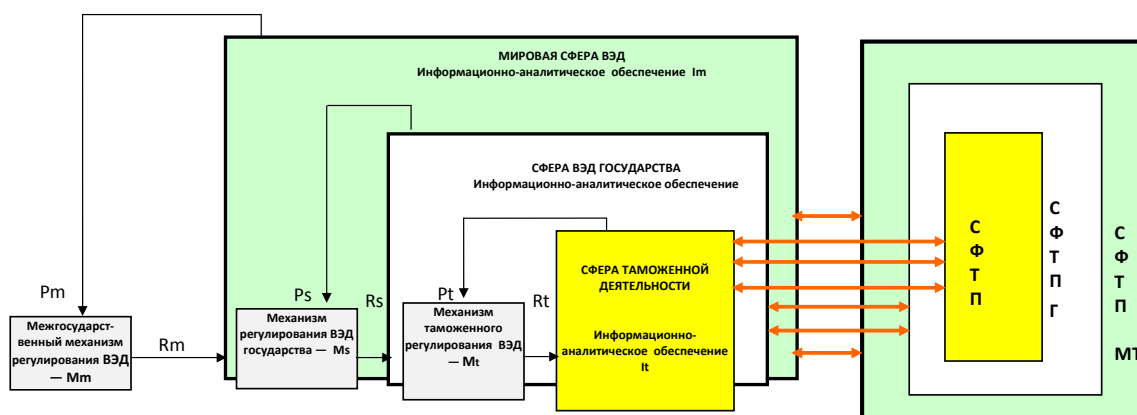 МИРОВАЯ СФЕРА ВЭД
Информационно-аналитическое обеспечение Im
СФЕРА ВЭД ГОСУДАРСТВА
Информационно-аналитическое обеспечение
СФЕРА ТАМОЖЕННОЙ
ДЕЯТЕЛЬНОСТИ
Информационно-
аналитическое обеспечение
It
Pm
Ps
Rs
Pt
Rt
Rm
Межгосударст-
венный механизм
регулирования ВЭД
— Mm
Механизм
регулирования ВЭД
государства — Ms
Механизм
таможенного
регулирования ВЭД
— Mt
С
Ф
Т
П
С
Ф
Т
П
Г
С
Ф
Т
П
МТ